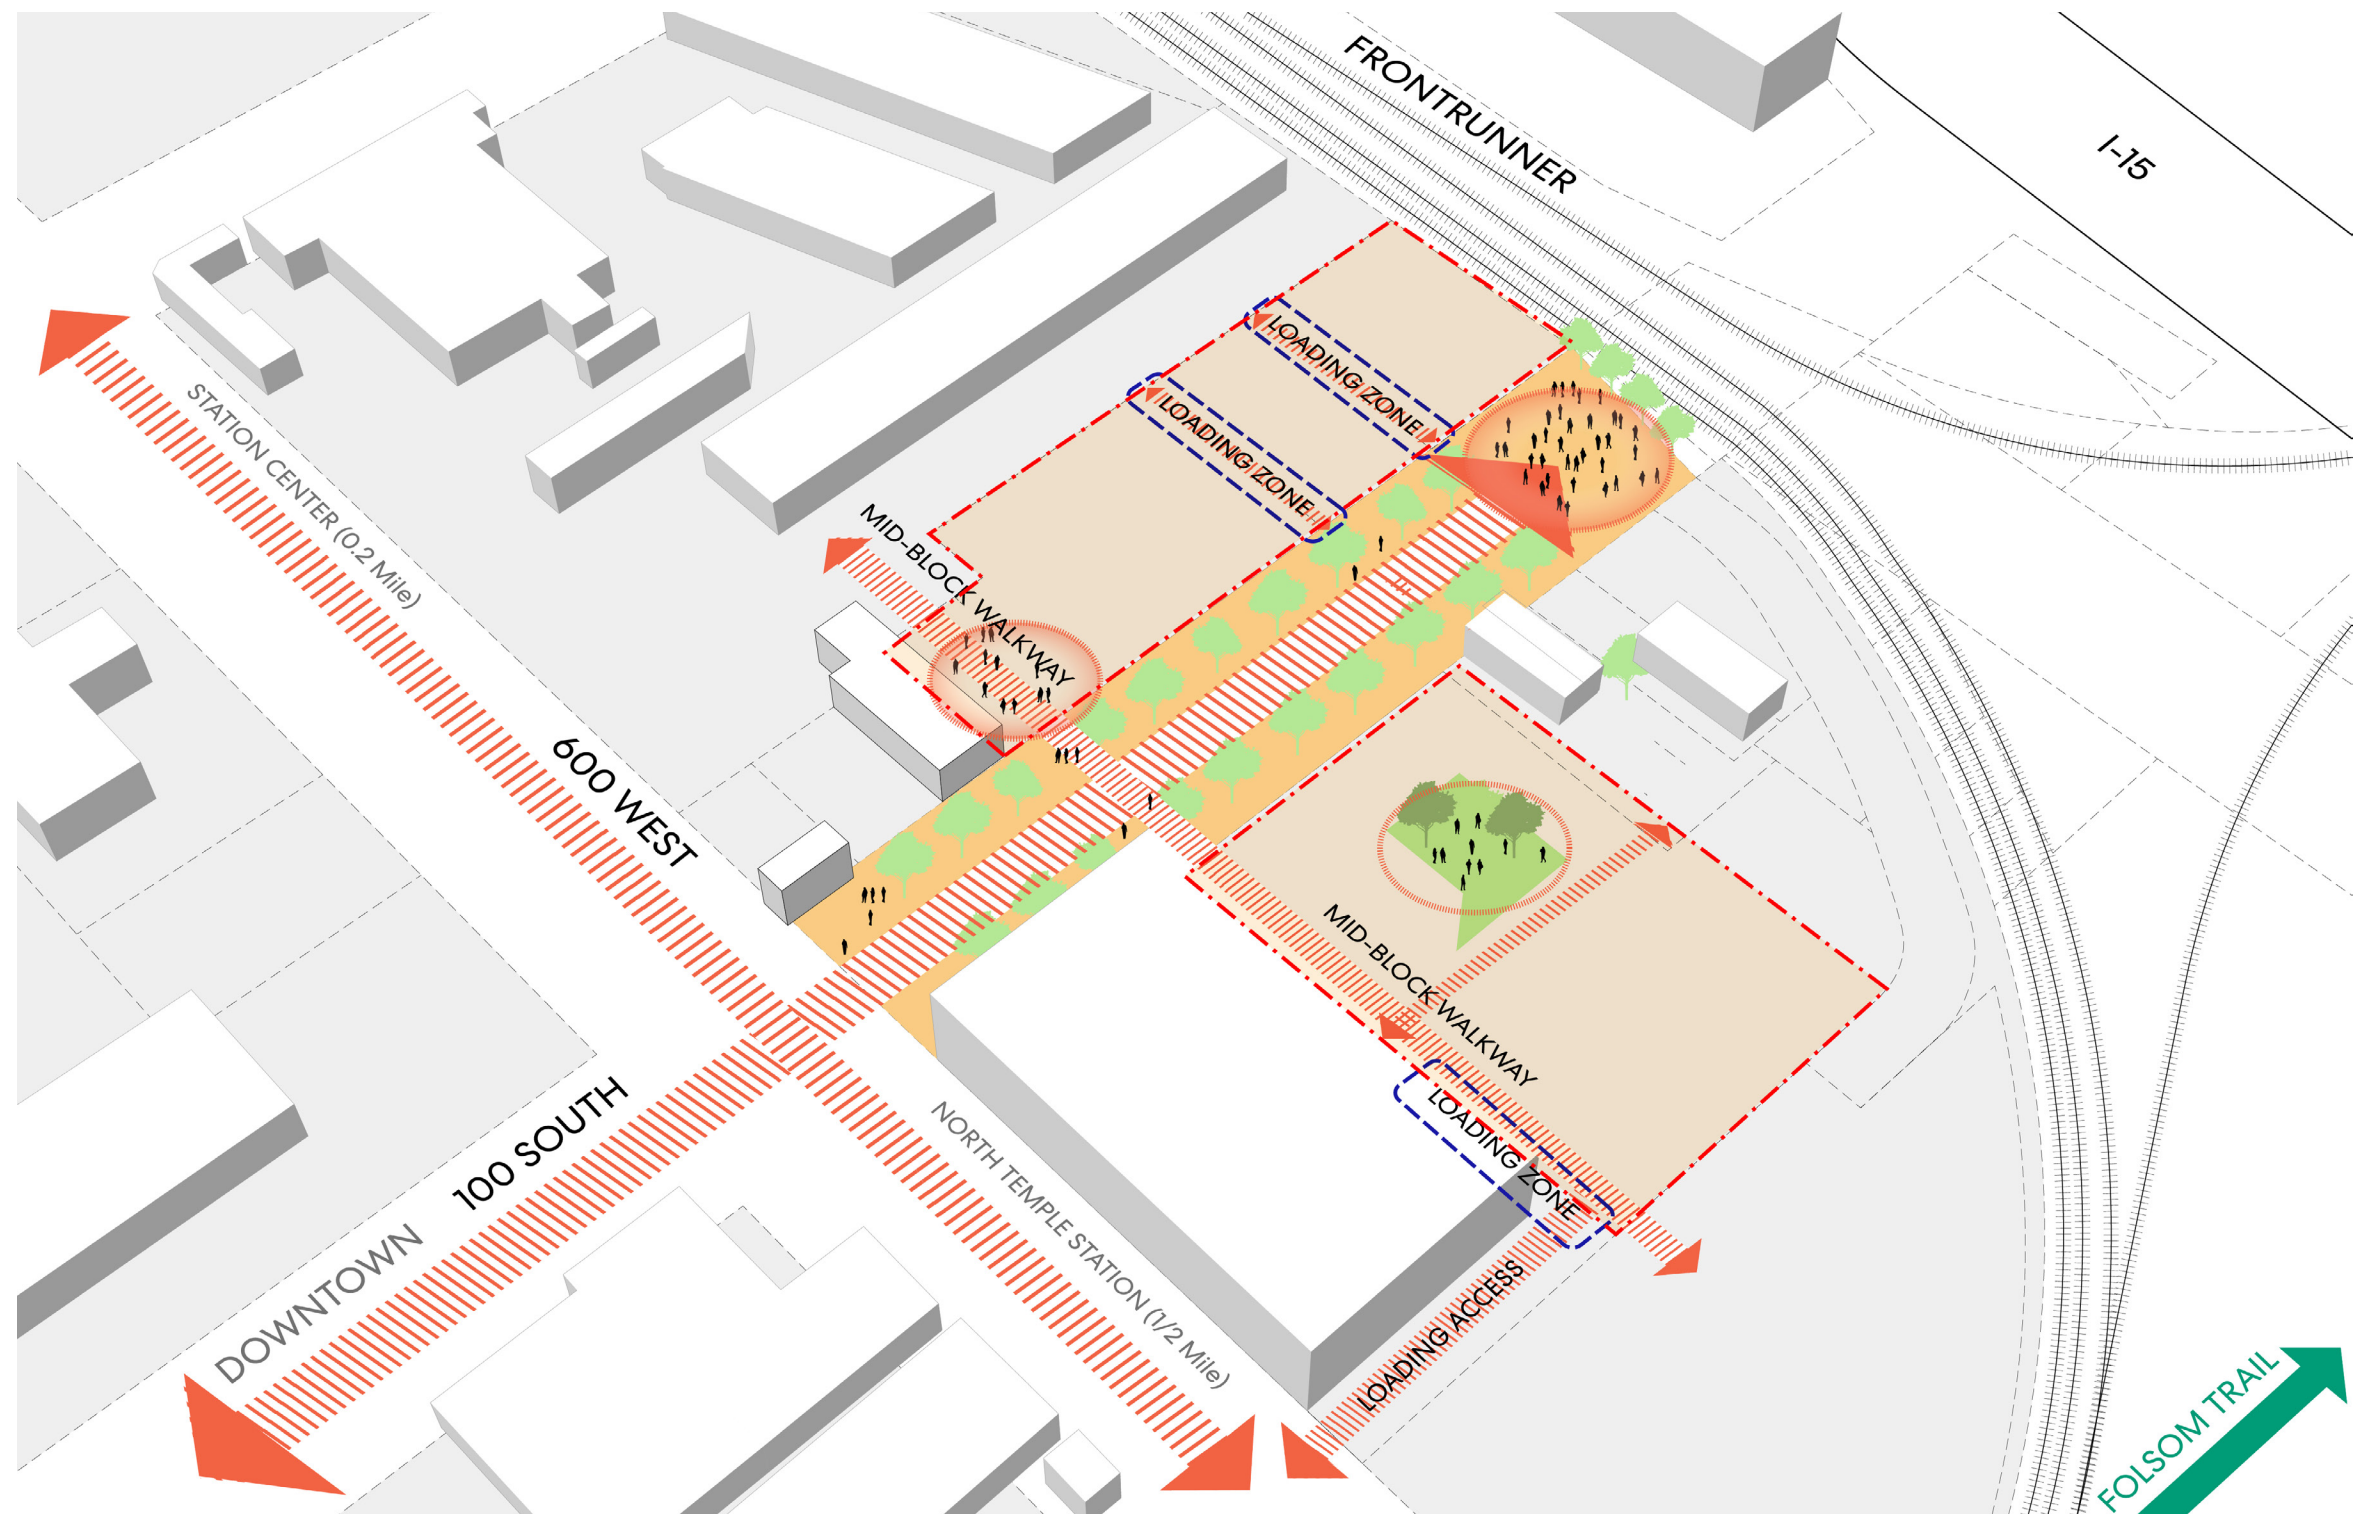 FRONTRUNNER
I-15
LOADING ZONE
LOADING ZONE
STATION CENTER (0.2 Mile)
MID-BLOCK WALKWAY
600 WEST
MID-BLOCK WALKWAY
LOADING ZONE
100 SOUTH
DOWNTOWN
NORTH TEMPLE STATION (1/2 Mile)
LOADING ACCESS
FOLSOM TRAIL